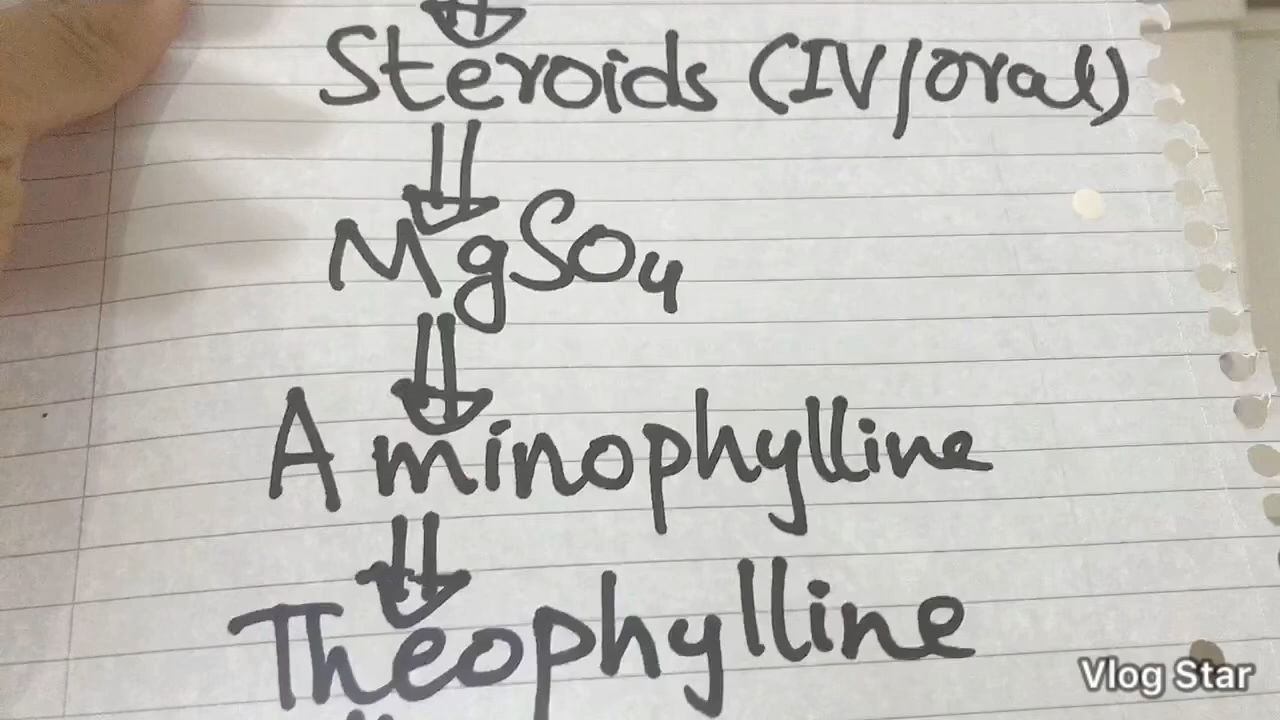 Steroids (IV/oral)
MgSO4
Aminophylline
Theophylline
Vlog Star